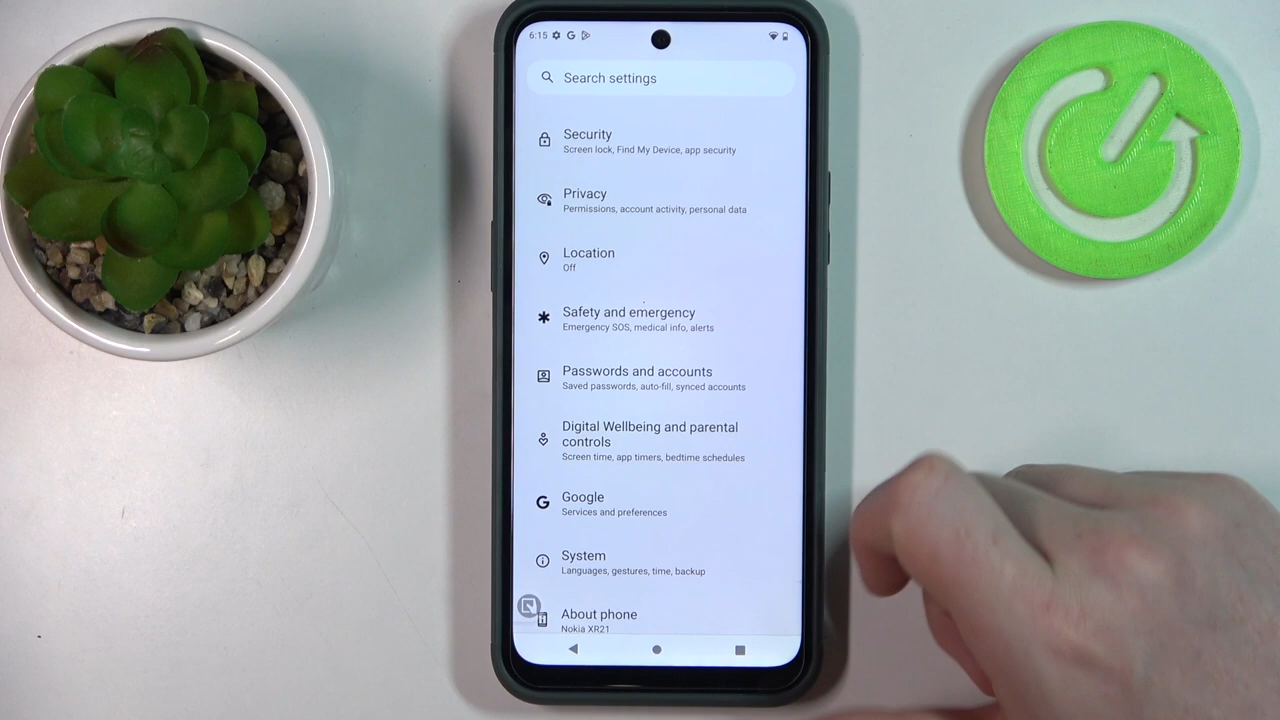 6:15
Search settings
Security
Screen lock, Find My Device, app security
Privacy
Permissions, account activity, personal data
Location
Off
Safety and emergency
Emergency SOS, medical info, alerts
Passwords and accounts
Saved passwords, auto-fill, synced accounts
Digital Wellbeing and parental
controls
Screen time, app timers, bedtime schedules
Google
Services and preferences
System
Languages, gestures, time, backup
About phone
Nokia XR21